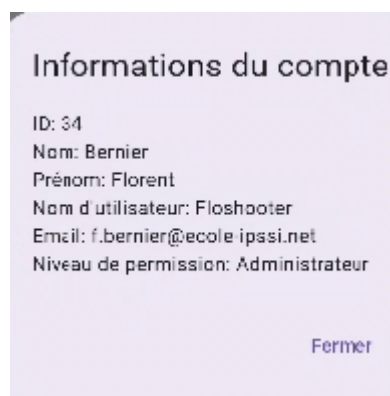 Informations du compte
ID: 34
Nom: Bernier
Prénom: Florent
Nom d'utilisateur: Floshooter
Email: f.bernier@ecole-ipssi.net
Niveau de permission: Administrateur
Fermer